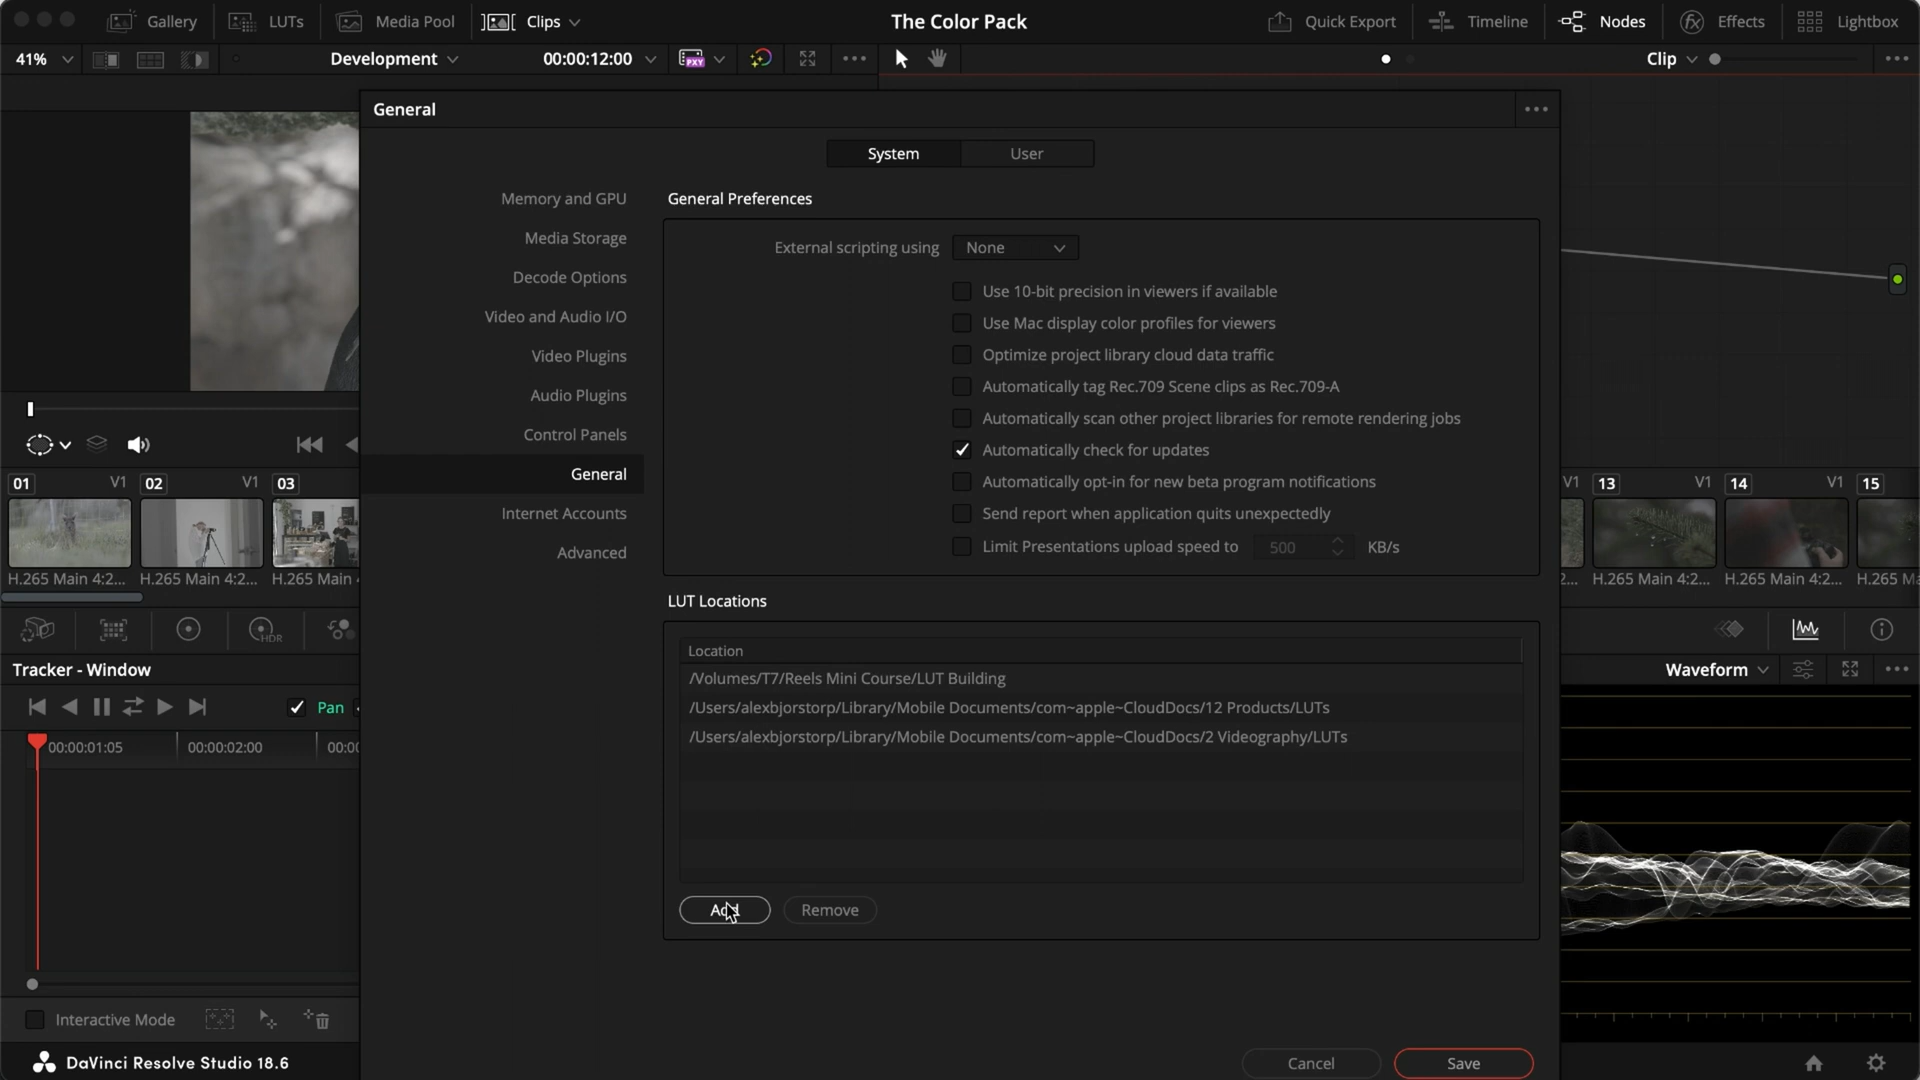 Gallery
LUTs
Media Pool
Clips
The Color Pack
Quick Export
Timeline
Nodes
Effects
Lightbox
41%
Development
00:00:12:00
PXY
Clip
General
System
User
Memory and GPU
Media Storage
Decode Options
Video and Audio I/O
Video Plugins
Audio Plugins
Control Panels
General
Internet Accounts
Advanced
General Preferences
External scripting using
None
Use 10-bit precision in viewers if available
Use Mac display color profiles for viewers
Optimize project library cloud data traffic
Automatically tag Rec.709 Scene clips as Rec.709-A
Automatically scan other project libraries for remote rendering jobs
Automatically check for updates
Automatically opt-in for new beta program notifications
Send report when application quits unexpectedly
Limit Presentations upload speed to 500 KB/s
LUT Locations
Location
/Volumes/T7/Reels Mini Course/LUT Building
/Users/alexbjorstorp/Library/Mobile Documents/com~apple~CloudDocs/12 Products/LUTs
/Users/alexbjorstorp/Library/Mobile Documents/com~apple~CloudDocs/2 Videography/LUTs
Add
Remove
Cancel
Save
01 V1 02 V1 03
H.265 Main 4:2... H.265 Main 4:2... H.265 Main
V1 13 V1 14 V1 15
2... H.265 Main 4:2... H.265 Main 4:2... H.265 Ma
HDR
Tracker - Window
Pan
00:00:01:05
00:00:02:00
00:0
Interactive Mode
DaVinci Resolve Studio 18.6
Waveform